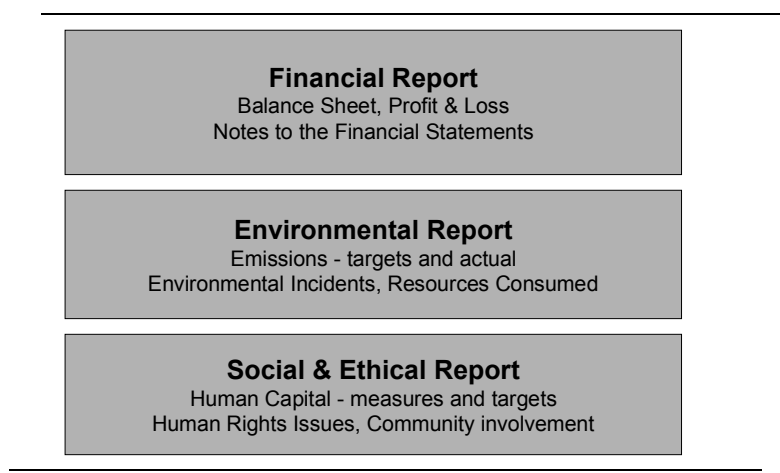 Financial Report
Balance Sheet, Profit & Loss
Notes to the Financial Statements
Environmental Report
Emissions - targets and actual
Environmental Incidents, Resources Consumed
Social & Ethical Report
Human Capital - measures and targets
Human Rights Issues, Community involvement